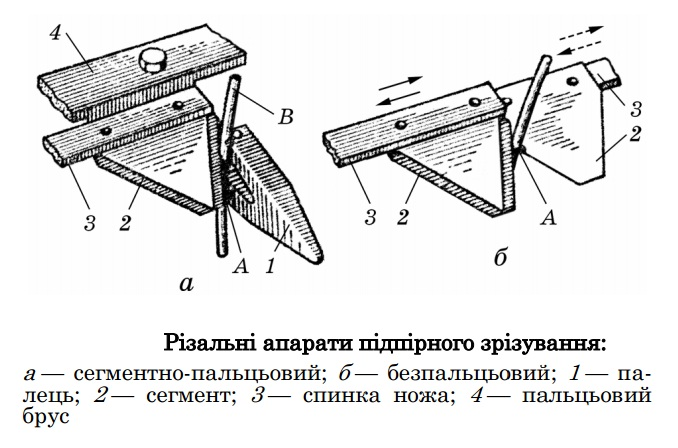 4
B
3
2
A
1
а
3
2
3
2
A
б
Різальні апарати підпірного зрізування:
а — сегментно-пальцьовий; б — безпальцьовий; 1 — па-
лець; 2 — сегмент; 3 — спинка ножа; 4 — пальцьовий
брус